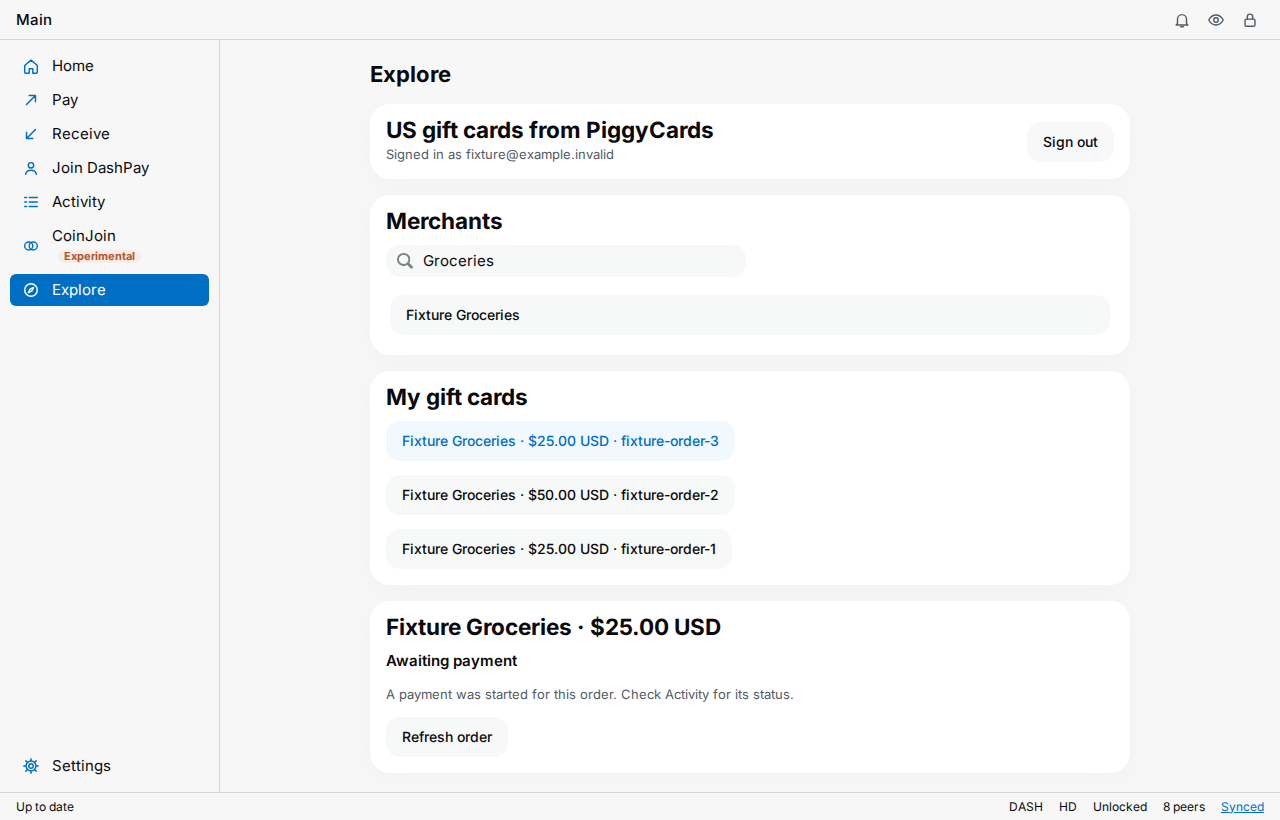 Main
Home
Pay
Receive
Join DashPay
Activity
CoinJoin
Experimental
Explore
Settings
Explore
US gift cards from PiggyCards
Signed in as fixture@example.invalid
Sign out
Merchants
Groceries
Fixture Groceries
My gift cards
Fixture Groceries · $25.00 USD · fixture-order-3
Fixture Groceries · $50.00 USD · fixture-order-2
Fixture Groceries · $25.00 USD · fixture-order-1
Fixture Groceries · $25.00 USD
Awaiting payment
A payment was started for this order. Check Activity for its status.
Refresh order
Up to date
DASH HD Unlocked 8 peers Synced